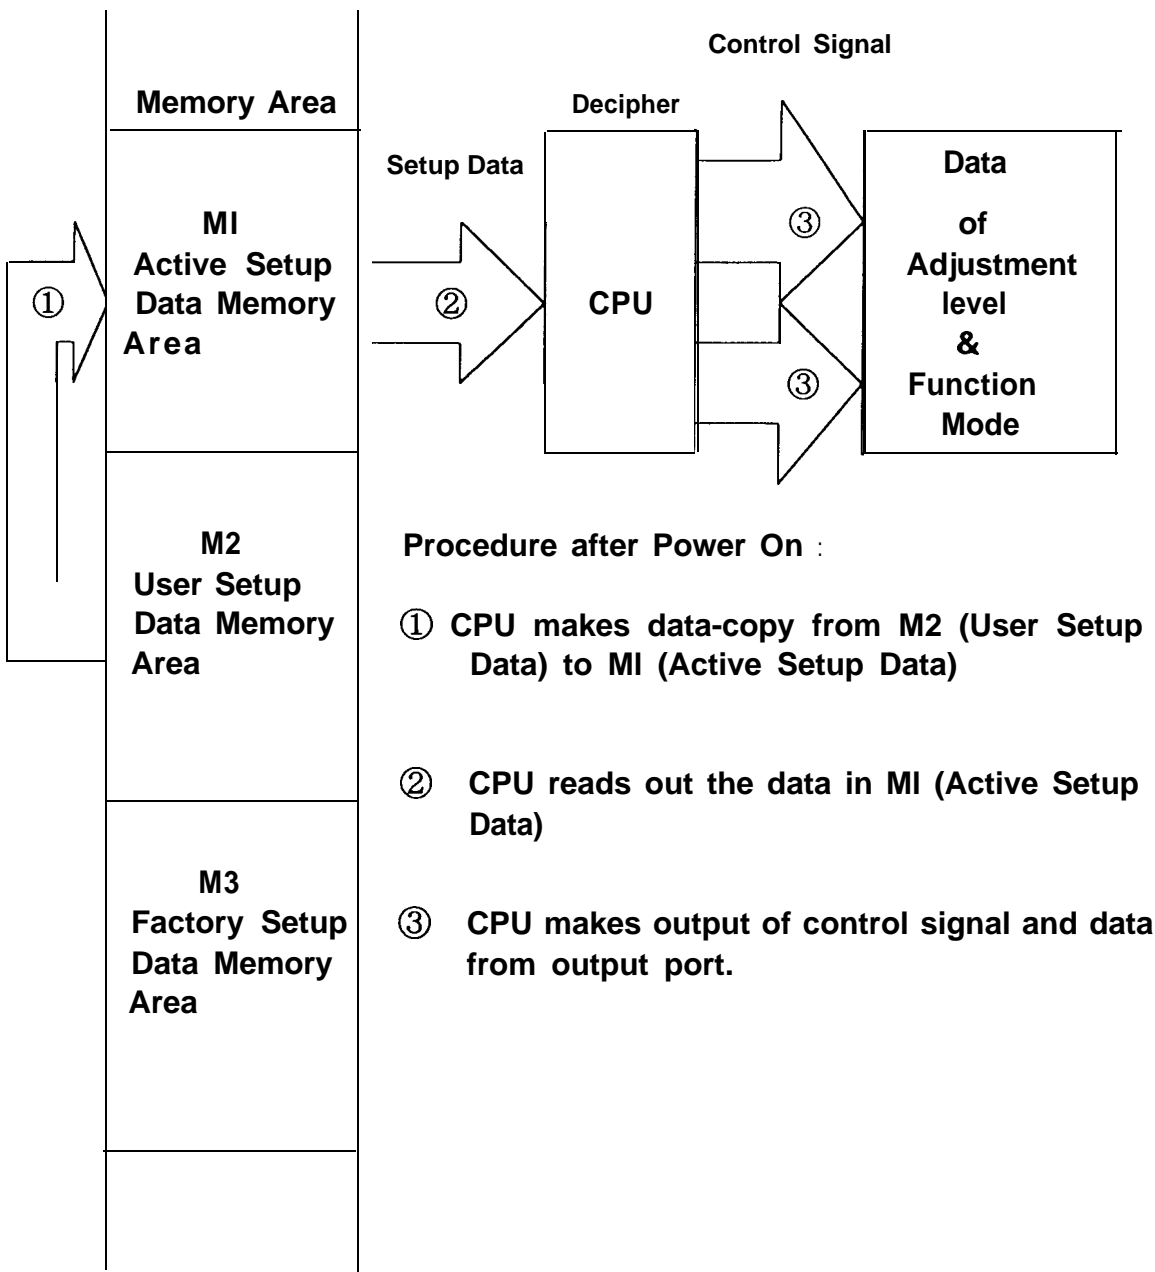 Control Signal
Memory Area
Decipher
Setup Data
MI
Active Setup
Data Memory
Area
①
②
CPU
③
③
Data
of
Adjustment
level
&
Function
Mode
M2
User Setup
Data Memory
Area
M3
Factory Setup
Data Memory
Area
Procedure after Power On :
① CPU makes data-copy from M2 (User Setup
Data) to MI (Active Setup Data)
② CPU reads out the data in MI (Active Setup
Data)
③ CPU makes output of control signal and data
from output port.